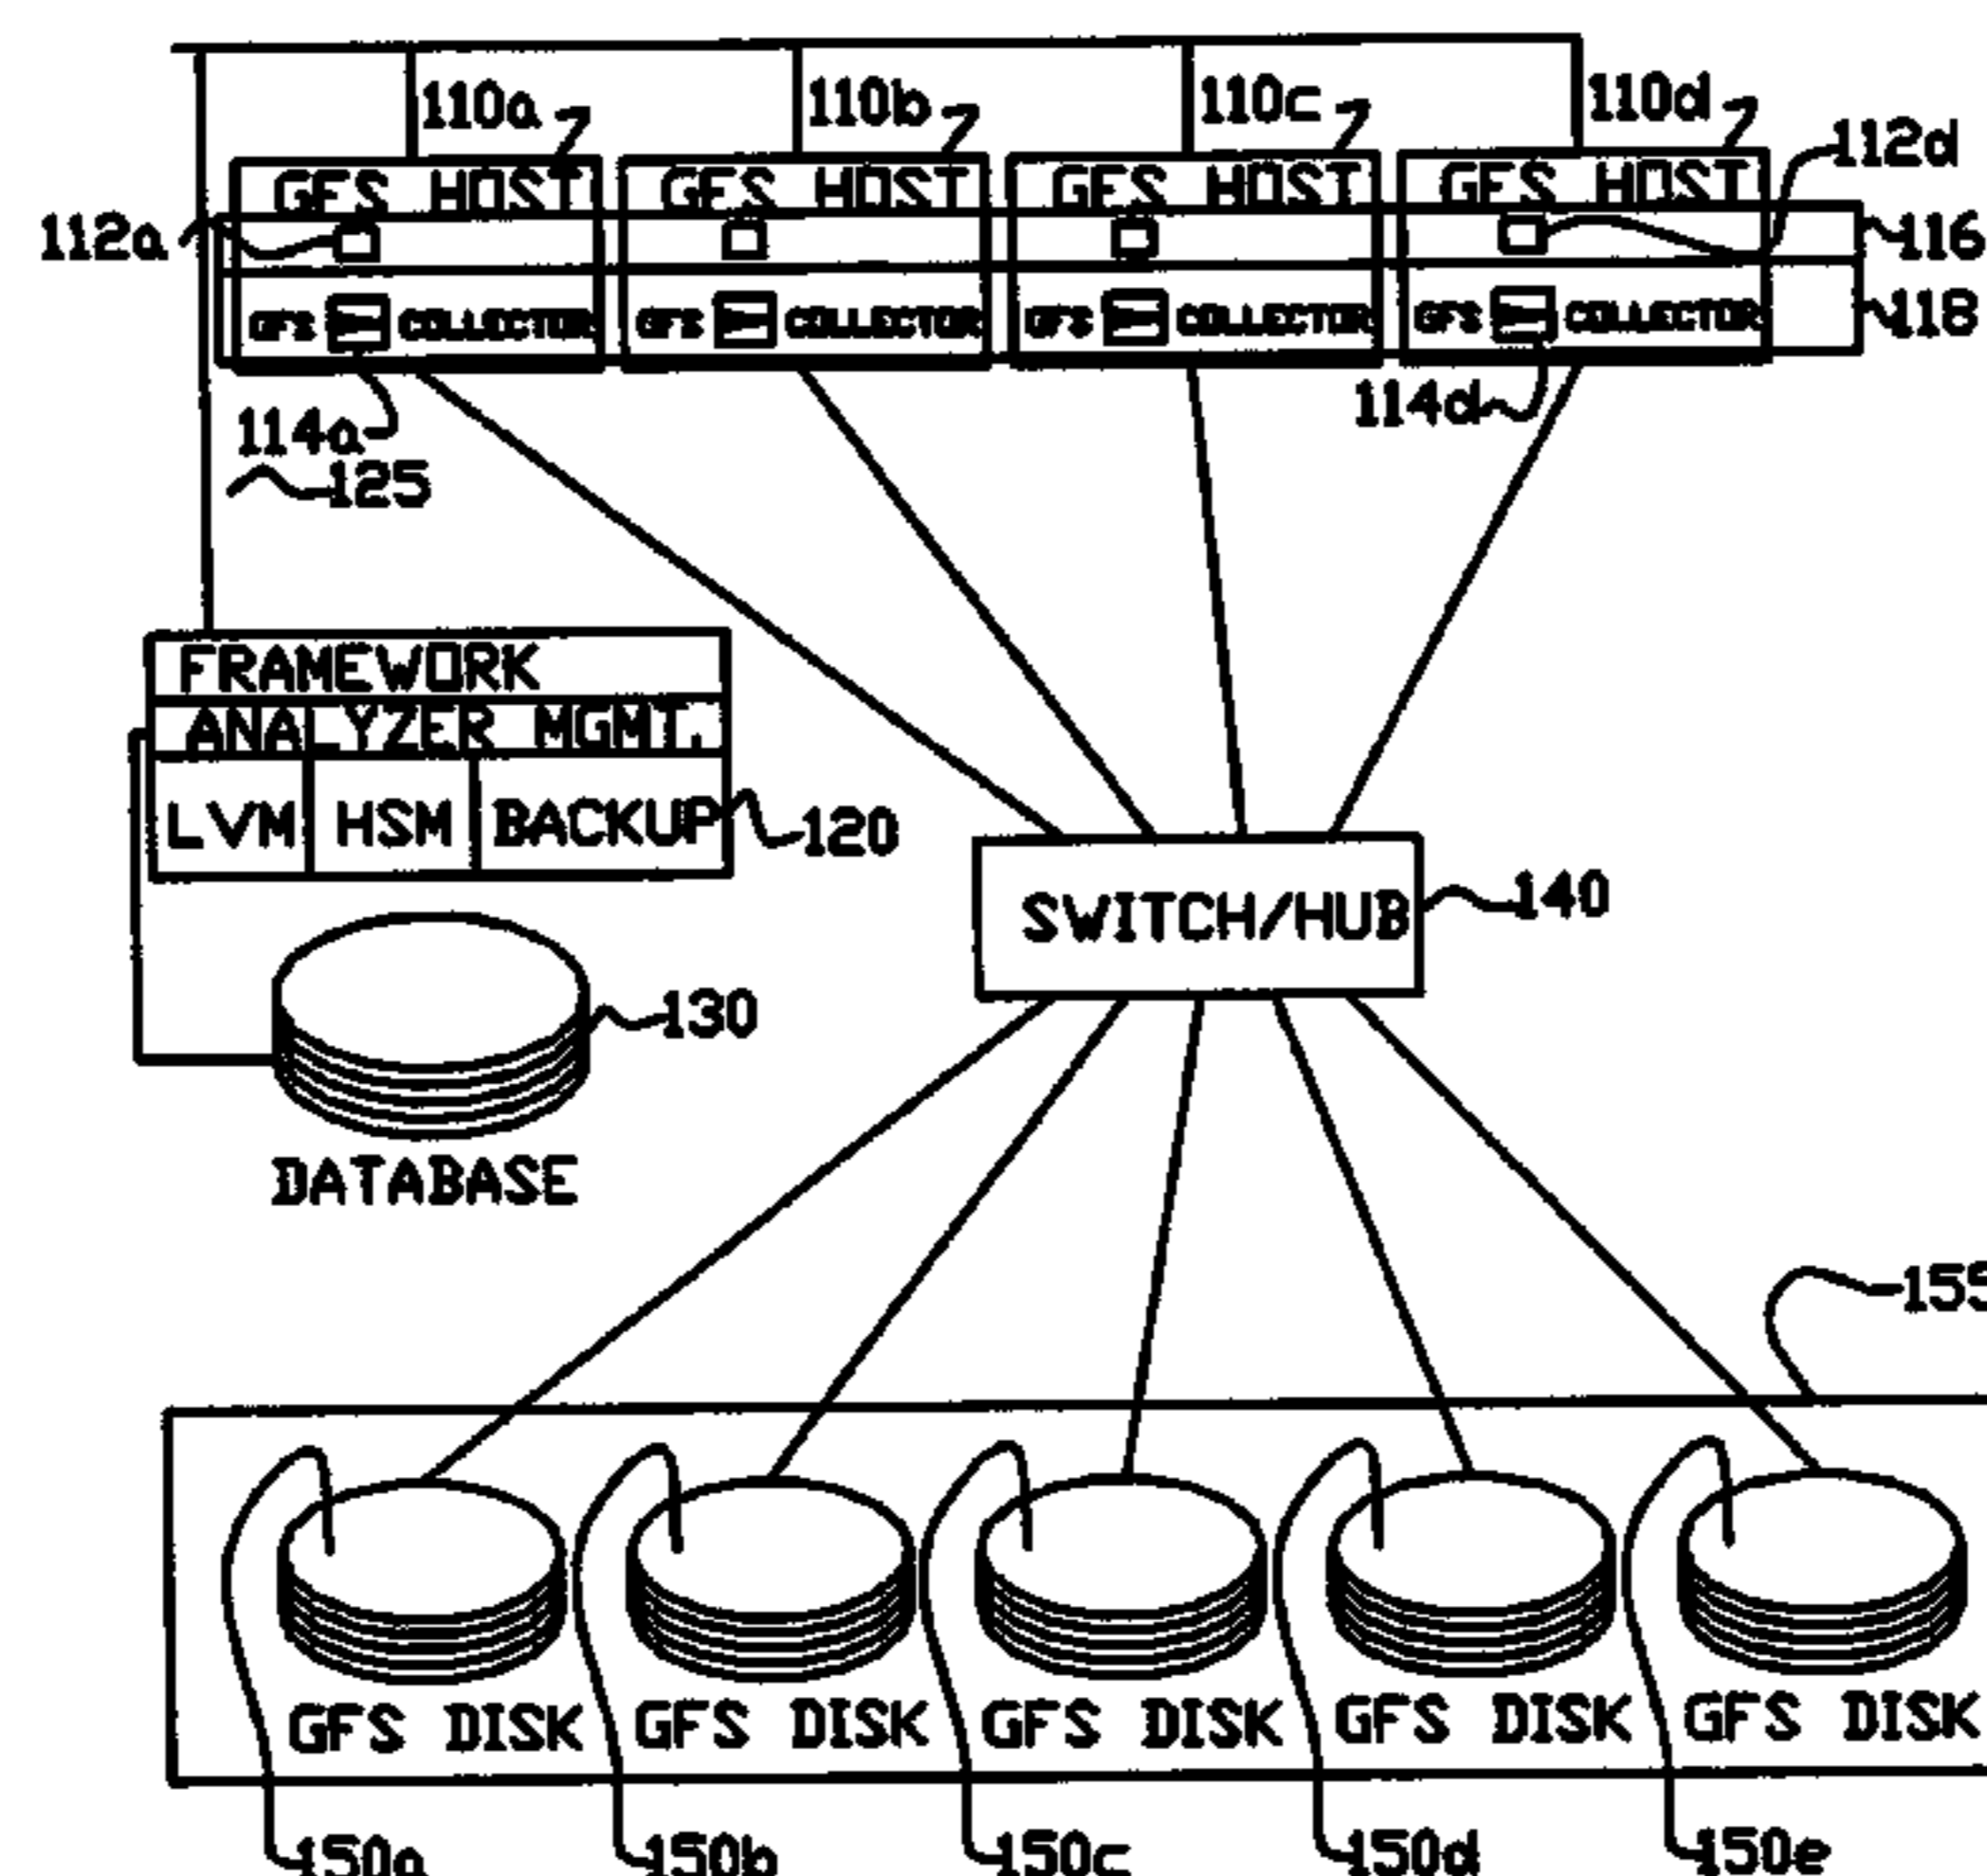 110a 110b 110c 110d
112d
GFS HOST GFS HOST GFS HOST GFS HOST
112a 116
GFS COLLECTOR GFS COLLECTOR GFS COLLECTOR GFS COLLECTOR 118
114a 114d
125
FRAMEWORK
ANALYZER MGMT.
LVM HSM BACKUP 120
SWITCH/HUB 140
130
DATABASE
155
GFS DISK GFS DISK GFS DISK GFS DISK GFS DISK
150a 150b 150c 150d 150e